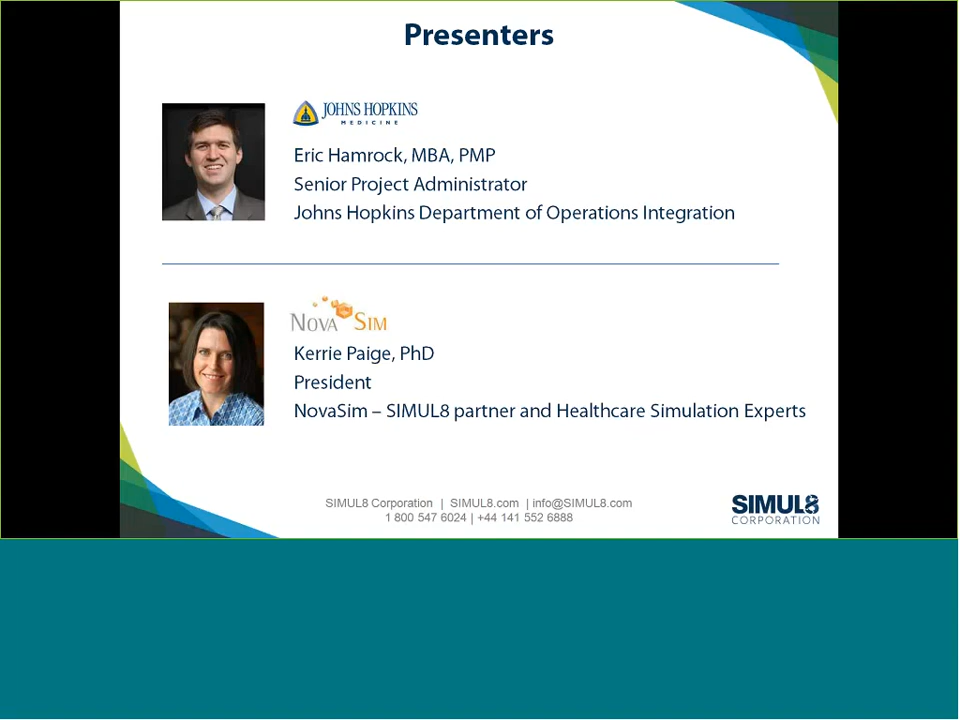 Presenters
JOHNS HOPKINS
MEDICINE
Eric Hamrock, MBA, PMP
Senior Project Administrator
Johns Hopkins Department of Operations Integration
NOVA SIM
Kerrie Paige, PhD
President
NovaSim – SIMUL8 partner and Healthcare Simulation Experts
SIMUL8 Corporation | SIMUL8.com | info@SIMUL8.com
1 800 547 6024 | +44 141 552 6888
SIMUL8
CORPORATION